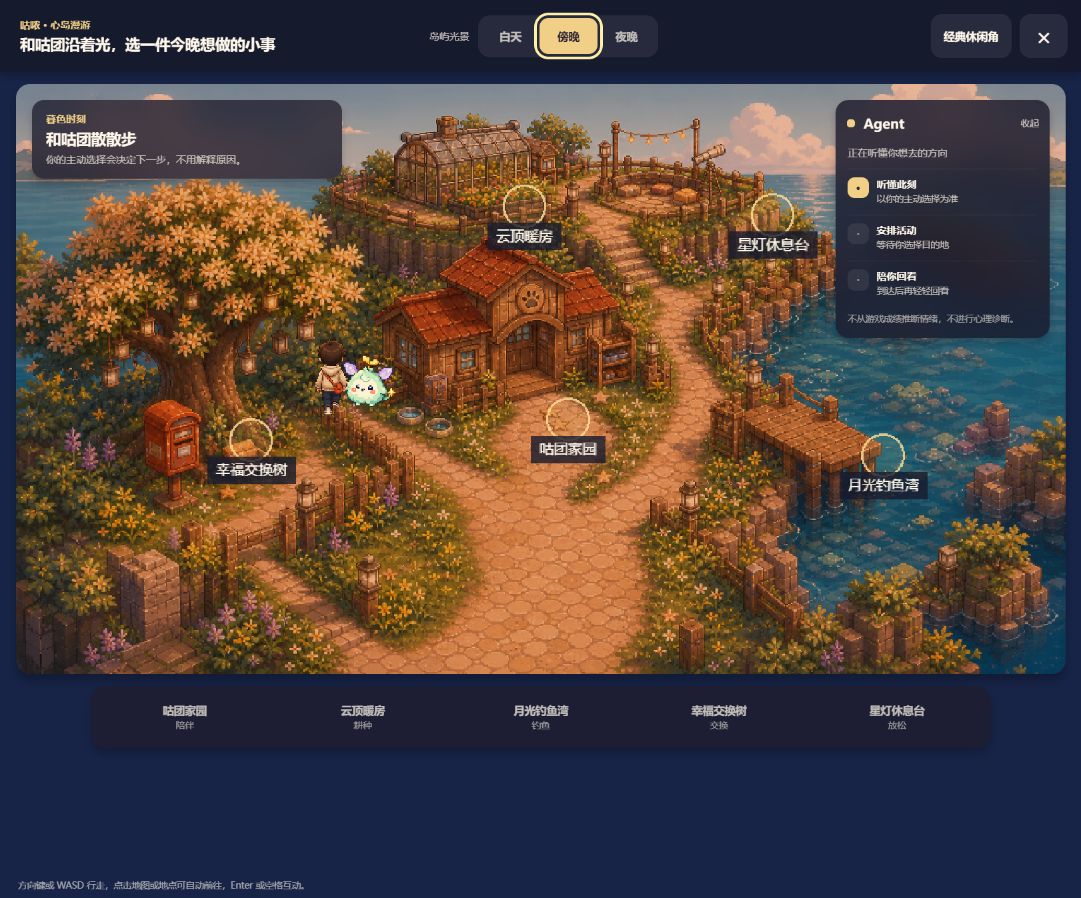 咕哝 • 心岛漫游
和咕团沿着光，选一件今晚想做的小事
岛屿光景
白天
傍晚
夜晚
经典休闲角
×
暮色时刻
和咕团散散步
你的主动选择会决定下一步，不用解释原因。
Agent
收起
正在听懂你想去的方向
听懂此刻
以你的主动选择为准
安排活动
等待你选择目的地
陪你回看
到达后再轻轻回看
不从游戏成绩推断情绪，不进行心理诊断。
云顶暖房
星灯休息台
幸福交换树
咕团家园
月光钓鱼湾
咕团家园
陪伴
云顶暖房
耕种
月光钓鱼湾
钓鱼
幸福交换树
交换
星灯休息台
放松
方向键或 WASD 行走，点击地图或地点可自动前往，Enter 或空格互动。